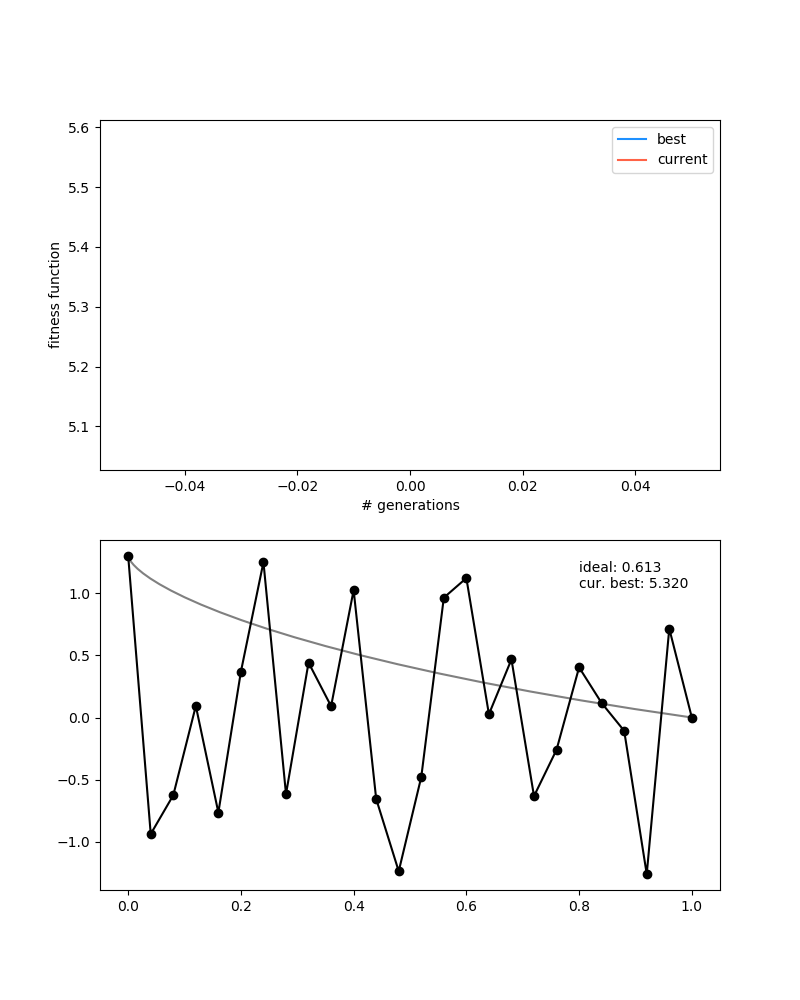 5.6
best
current
5.5
5.4
fitness function
5.3
5.2
5.1
−0.04 −0.02 0.00 0.02 0.04
# generations
ideal: 0.613
cur. best: 5.320
1.0
0.5
0.0
−0.5
−1.0
0.0 0.2 0.4 0.6 0.8 1.0